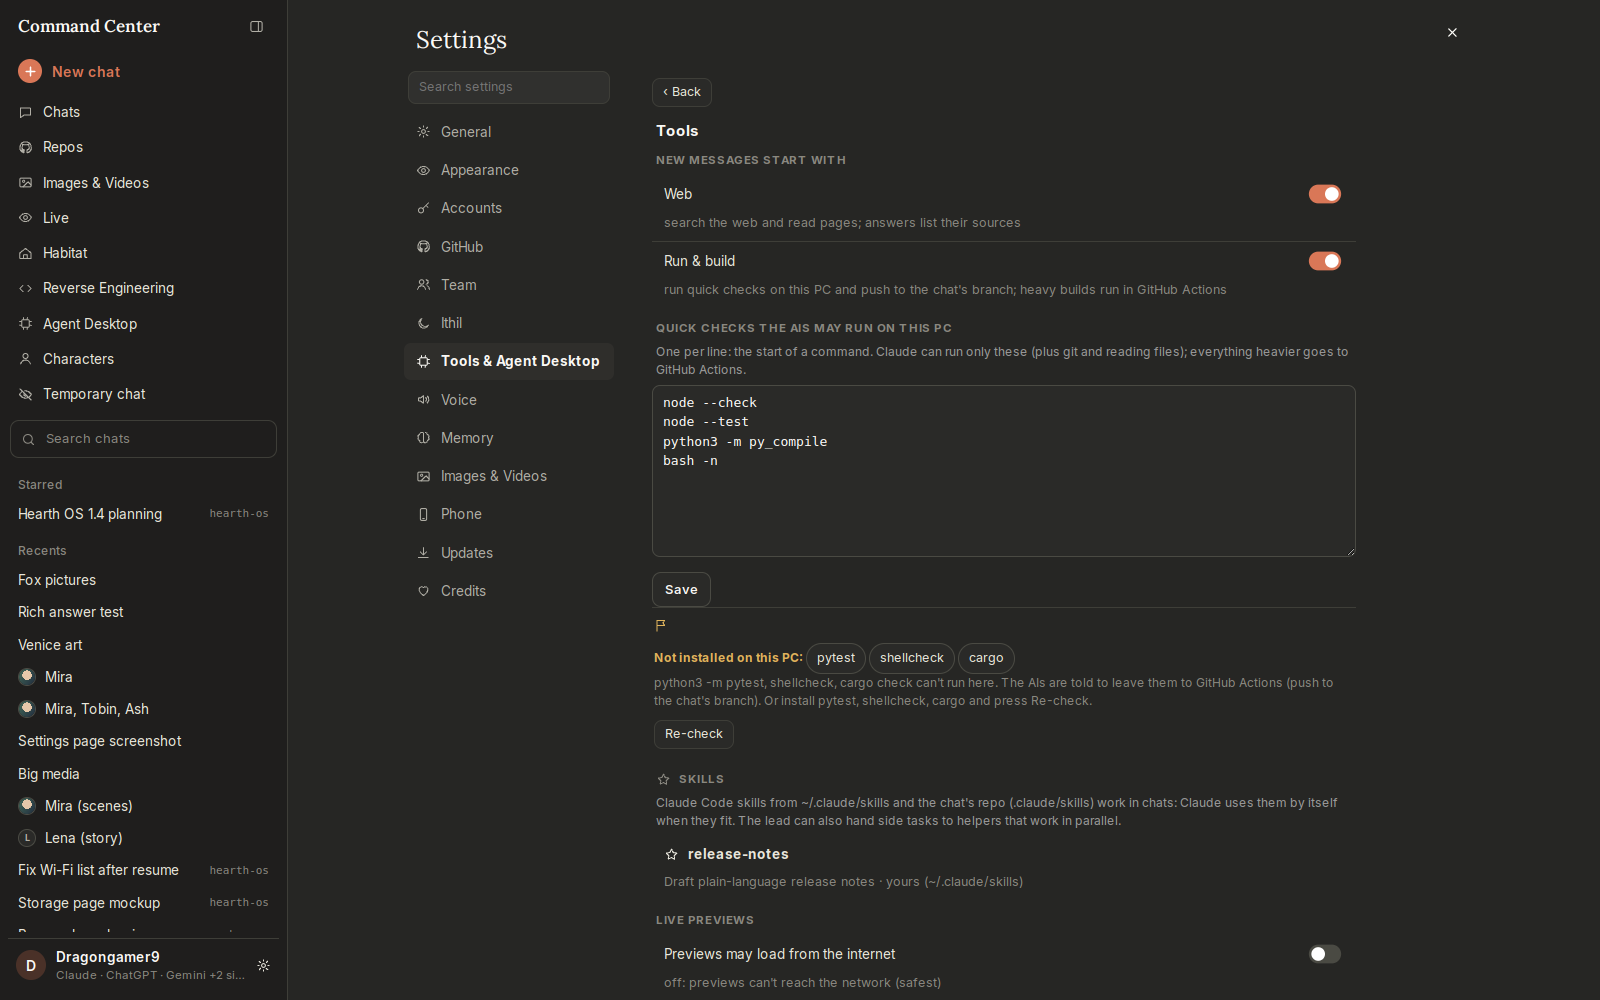 Command Center
New chat
Chats
Repos
Images & Videos
Live
Habitat
Reverse Engineering
Agent Desktop
Characters
Temporary chat
Search chats
Starred
Hearth OS 1.4 planning hearth-os
Recents
Fox pictures
Rich answer test
Venice art
Mira
Mira, Tobin, Ash
Settings page screenshot
Big media
Mira (scenes)
L Lena (story)
Fix Wi-Fi list after resume hearth-os
Storage page mockup hearth-os
D Dragongamer9
Claude · ChatGPT · Gemini +2 si...
Settings
Search settings
General
Appearance
Accounts
GitHub
Team
Ithil
Tools & Agent Desktop
Voice
Memory
Images & Videos
Phone
Updates
Credits
‹ Back
Tools
NEW MESSAGES START WITH
Web
search the web and read pages; answers list their sources
Run & build
run quick checks on this PC and push to the chat's branch; heavy builds run in GitHub Actions
QUICK CHECKS THE AIS MAY RUN ON THIS PC
One per line: the start of a command. Claude can run only these (plus git and reading files); everything heavier goes to
GitHub Actions.
node --check
node --test
python3 -m py_compile
bash -n
Save
Not installed on this PC: pytest shellcheck cargo
python3 -m pytest, shellcheck, cargo check can't run here. The AIs are told to leave them to GitHub Actions (push to
the chat's branch). Or install pytest, shellcheck, cargo and press Re-check.
Re-check
SKILLS
Claude Code skills from ~/.claude/skills and the chat's repo (.claude/skills) work in chats: Claude uses them by itself
when they fit. The lead can also hand side tasks to helpers that work in parallel.
release-notes
Draft plain-language release notes · yours (~/.claude/skills)
LIVE PREVIEWS
Previews may load from the internet
off: previews can't reach the network (safest)